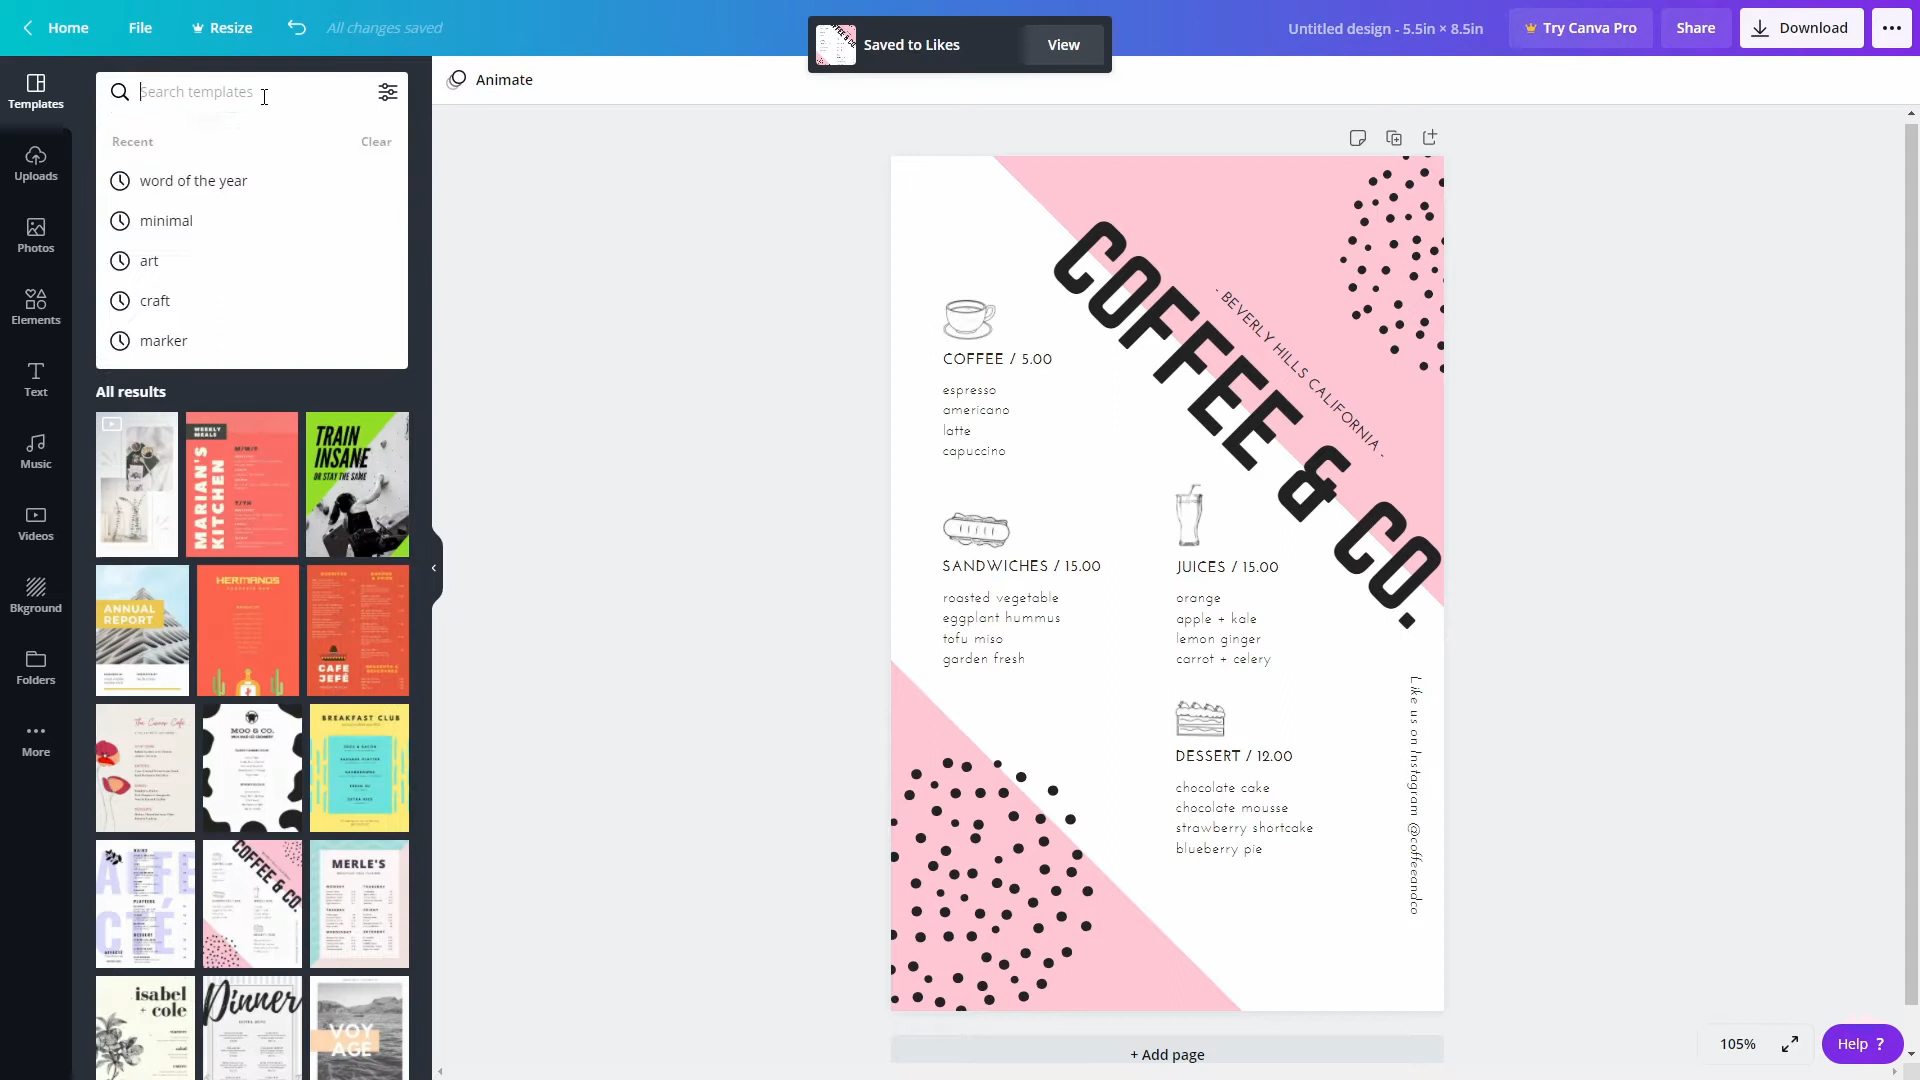 Home
File
Resize
All changes saved
Saved to Likes
View
Untitled design - 5.5in × 8.5in
Try Canva Pro
Share
Download
Templates
Uploads
Photos
Elements
Text
Music
Videos
Bkground
Folders
More
Search templates
Recent
Clear
word of the year
minimal
art
craft
marker
All results
WEEKLY
MEALS
MARIAN'S
KITCHEN
TRAIN
INSANE
OR STAY THE SAME
ANNUAL
REPORT
HERMANOS
CAFE
JEFÉ
MOO & CO.
BREAKFAST CLUB
COFFEE & CO.
MERLE'S
isabel
+ cole
Dinner
VOY
AGE
Animate
COFFEE & CO.
- BEVERLY HILLS CALIFORNIA -
COFFEE / 5.00
espresso
americano
latte
capuccino
SANDWICHES / 15.00
roasted vegetable
eggplant hummus
tofu miso
garden fresh
JUICES / 15.00
orange
apple + kale
lemon ginger
carrot + celery
DESSERT / 12.00
chocolate cake
chocolate mousse
strawberry shortcake
blueberry pie
Like us on Instagram @coffeeandco
+ Add page
105%
Help ?